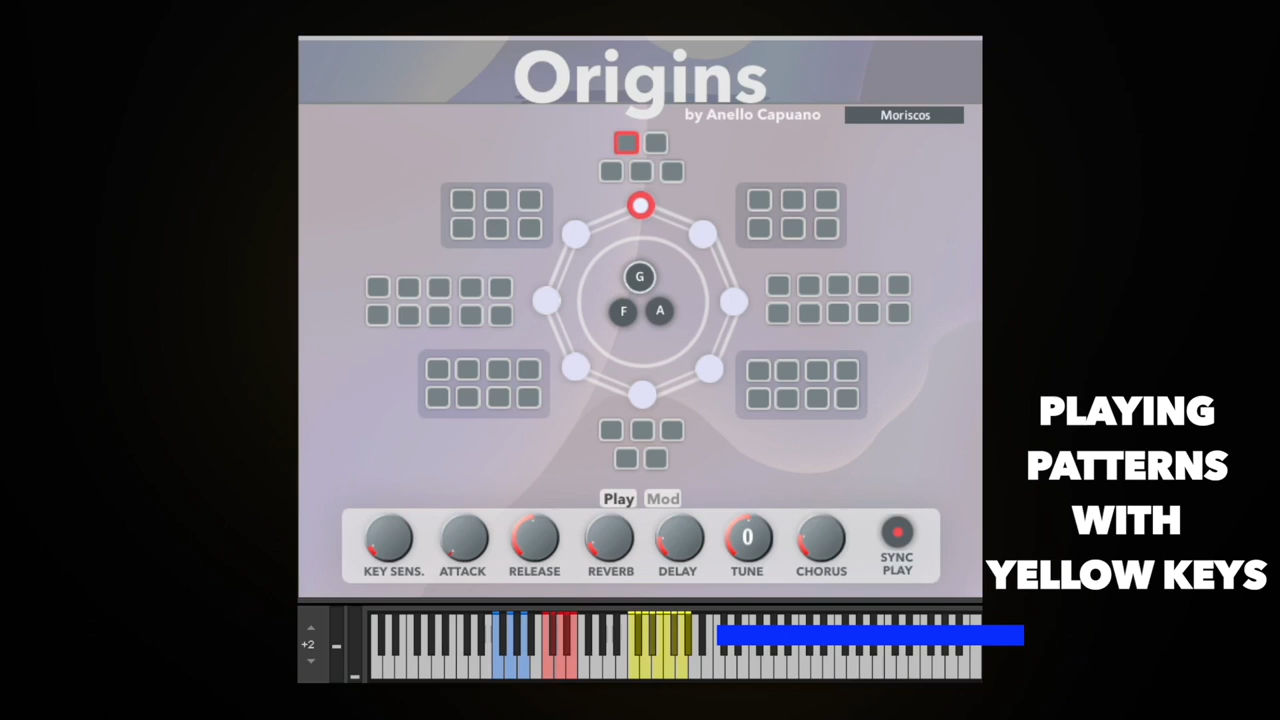 Origins
by Anello Capuano
Moriscos
G
F A
Play Mod
0
KEY SENS. ATTACK RELEASE REVERB DELAY TUNE CHORUS SYNC PLAY
+2
PLAYING
PATTERNS
WITH
YELLOW KEYS